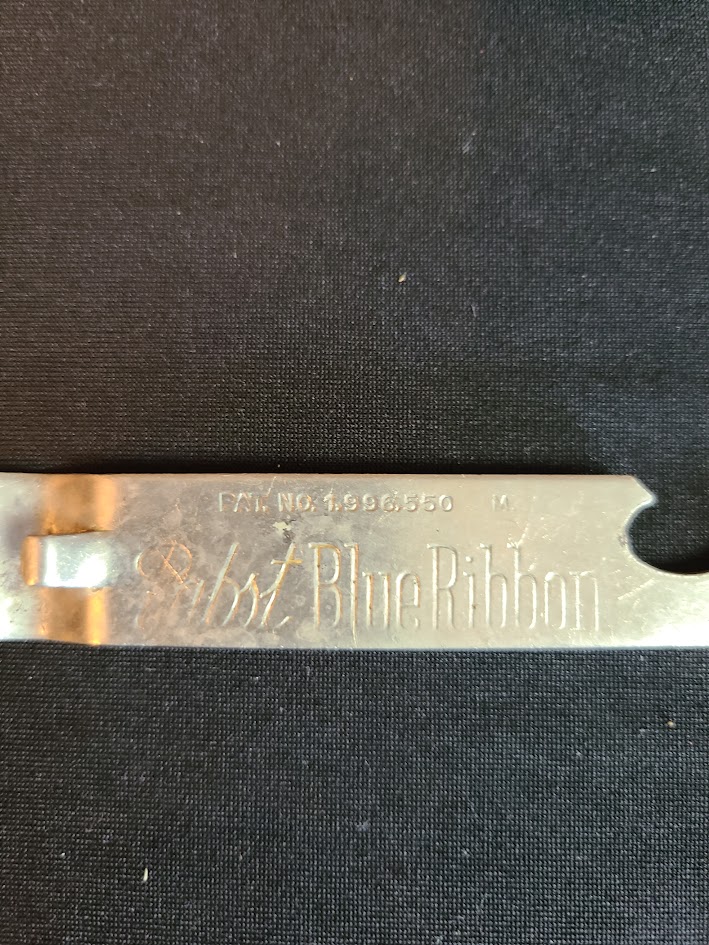 PAT. NO. 1,996,550 M.
Pabst Blue Ribbon